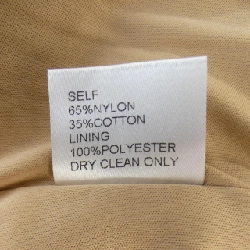 SELF
65%NYLON
35%COTTON
LINING
100%POLYESTER
DRY CLEAN ONLY